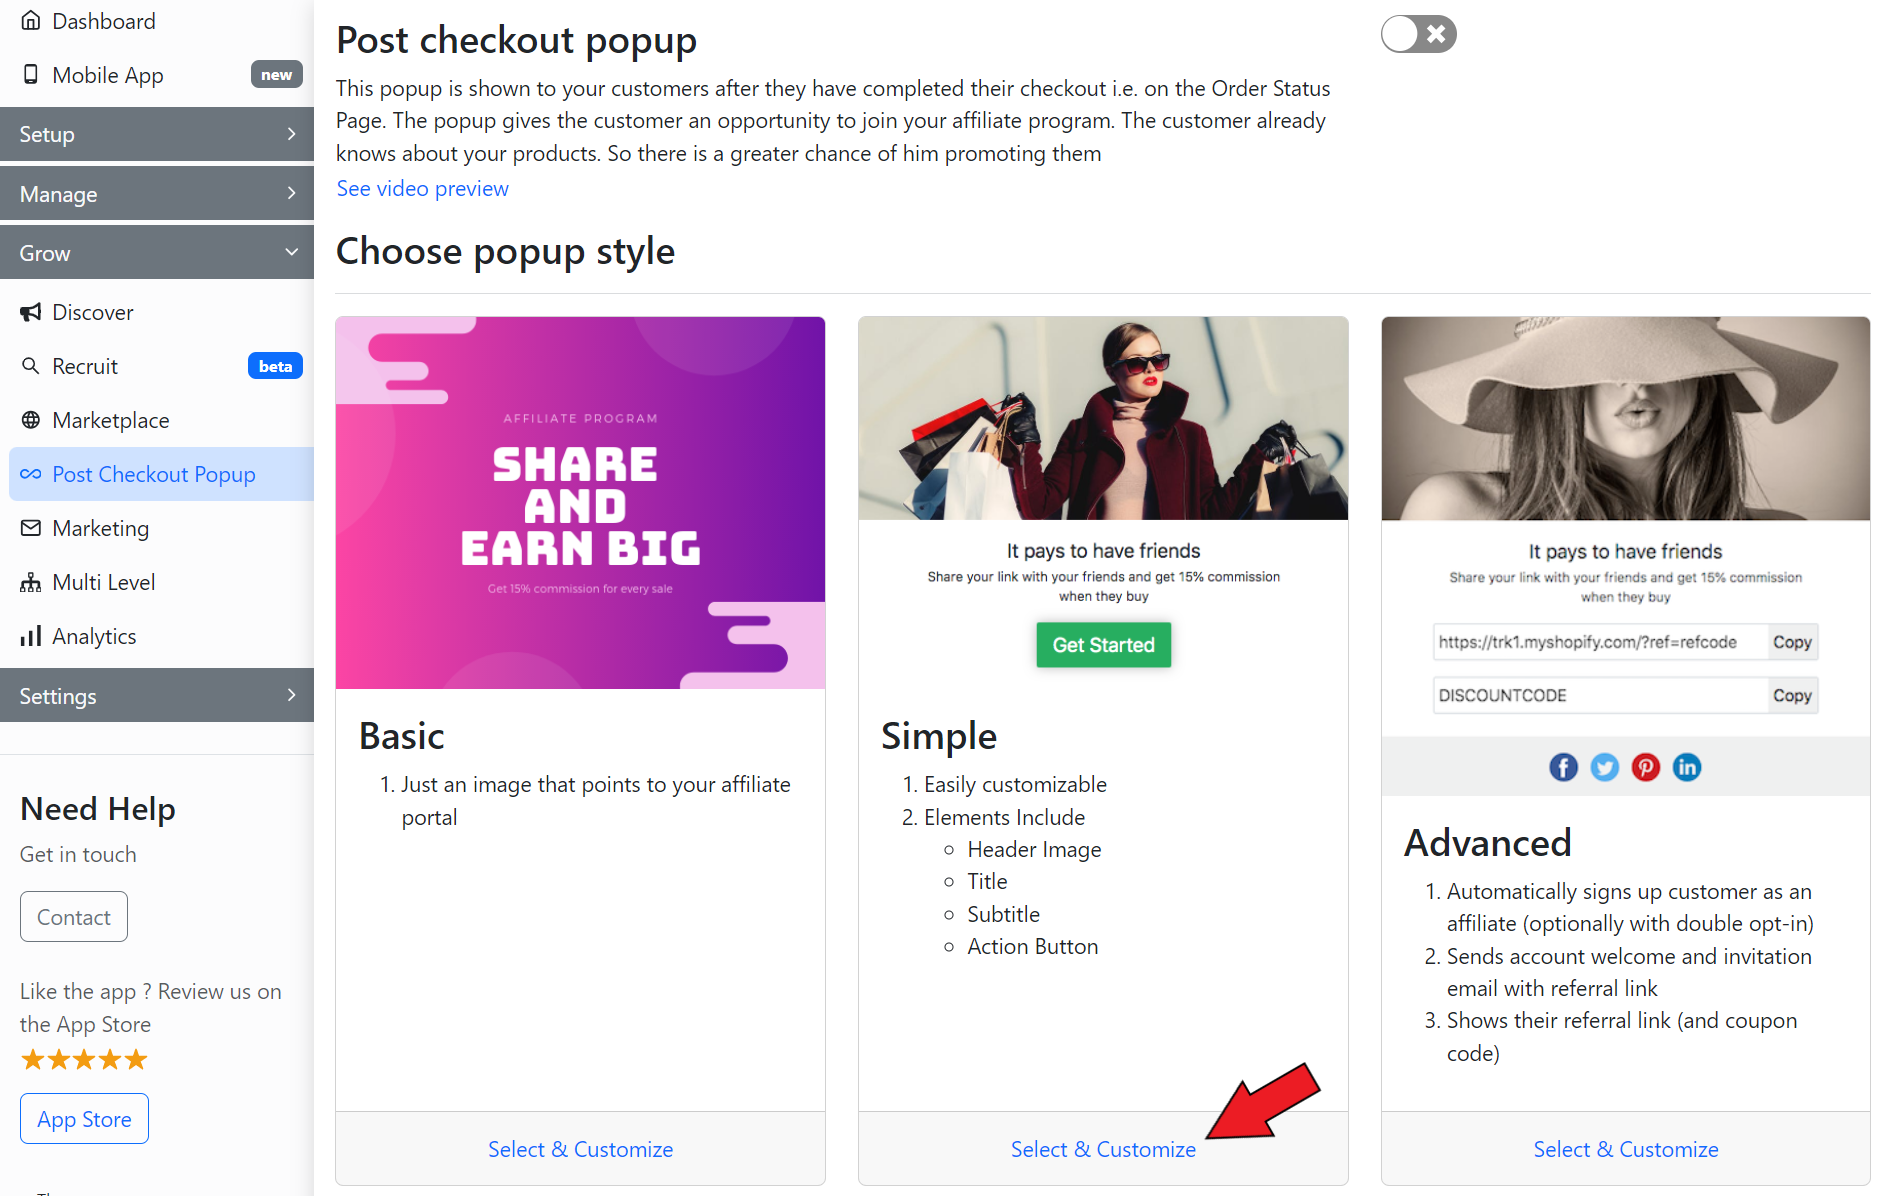 Dashboard
Mobile App
new
Setup
Manage
Grow
Discover
Recruit
beta
Marketplace
Post Checkout Popup
Marketing
Multi Level
Analytics
Settings
Need Help
Get in touch
Contact
Like the app ? Review us on
the App Store
App Store
Post checkout popup
This popup is shown to your customers after they have completed their checkout i.e. on the Order Status
Page. The popup gives the customer an opportunity to join your affiliate program. The customer already
knows about your products. So there is a greater chance of him promoting them
See video preview
Choose popup style
AFFILIATE PROGRAM
SHARE
AND
EARN BIG
Get 15% commission for every sale
Basic
1. Just an image that points to your affiliate
portal
Select & Customize
It pays to have friends
Share your link with your friends and get 15% commission
when they buy
Get Started
Simple
1. Easily customizable
2. Elements Include
Header Image
Title
Subtitle
Action Button
Select & Customize
It pays to have friends
Share your link with your friends and get 15% commission
when they buy
https://trk1.myshopify.com/?ref=refcode
Copy
DISCOUNTCODE
Copy
Advanced
1. Automatically signs up customer as an
affiliate (optionally with double opt-in)
2. Sends account welcome and invitation
email with referral link
3. Shows their referral link (and coupon
code)
Select & Customize